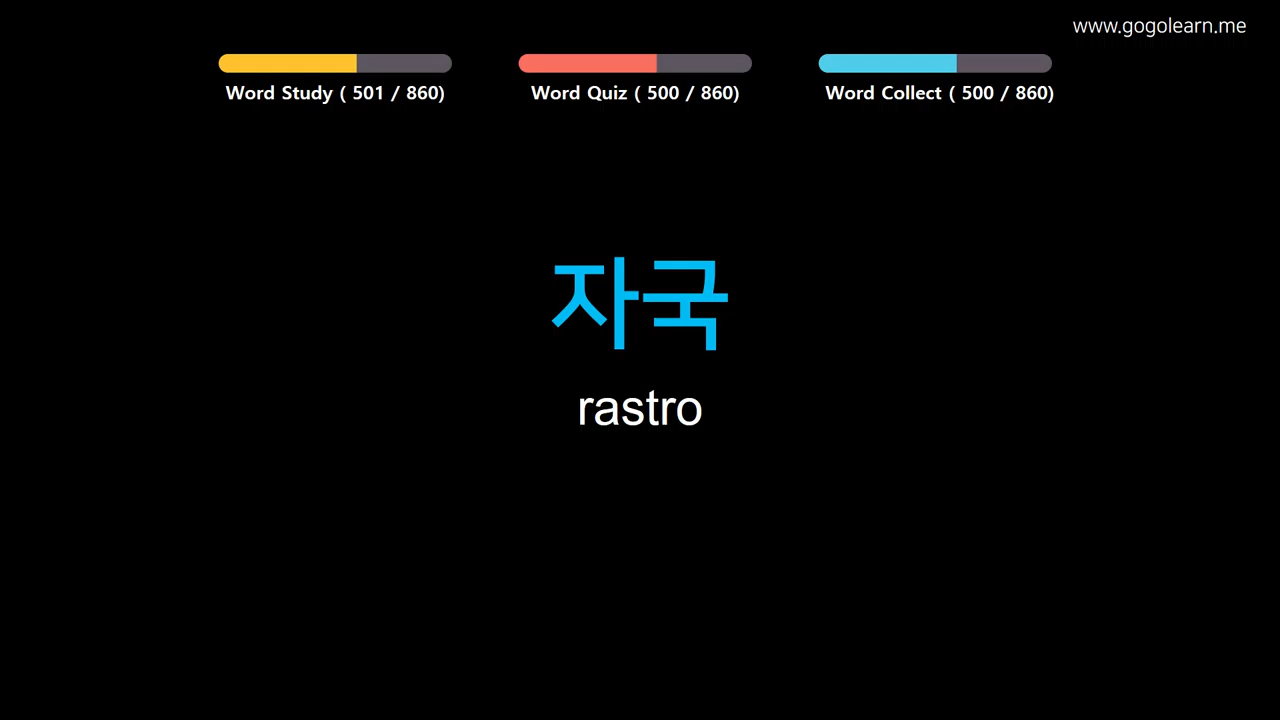 www.gogolearn.me
Word Study ( 501 / 860)
Word Quiz ( 500 / 860)
Word Collect ( 500 / 860)
자국
rastro